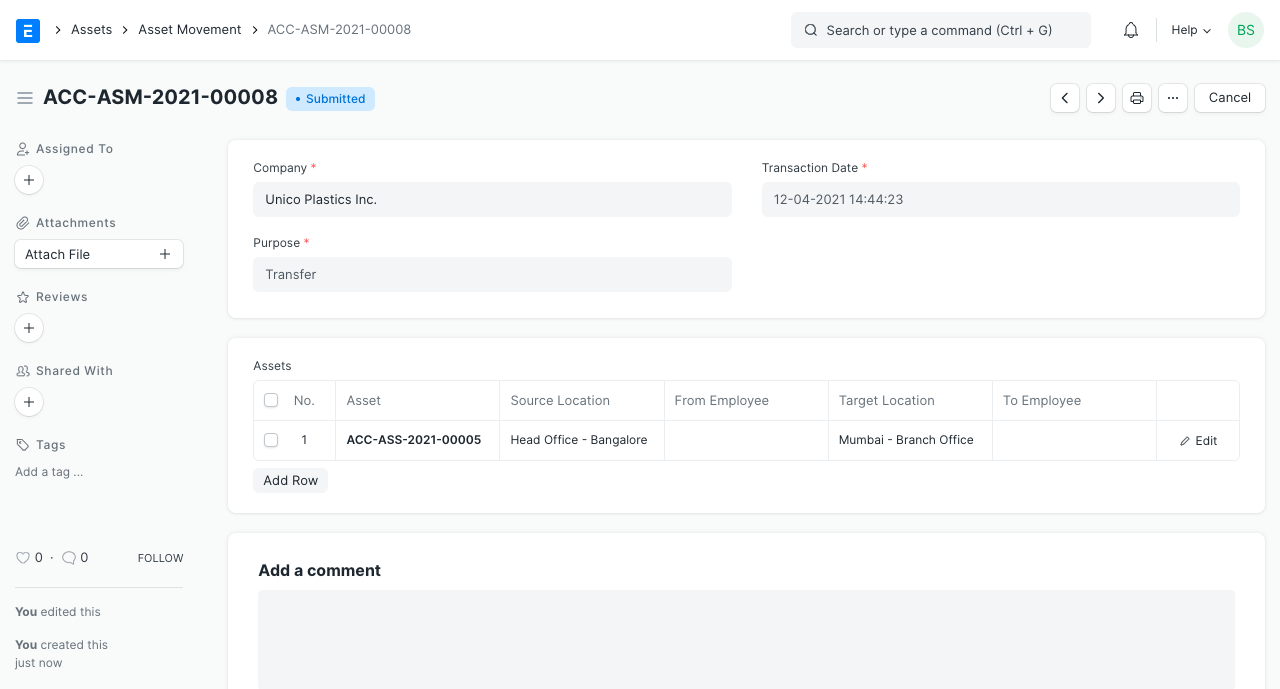 E
Assets
Asset Movement
ACC-ASM-2021-00008
Search or type a command (Ctrl + G)
Help
BS
ACC-ASM-2021-00008
• Submitted
Cancel
Assigned To
Attachments
Attach File
Reviews
Shared With
Tags
Add a tag ...
0 · 0
FOLLOW
You edited this
You created this
just now
Company *
Unico Plastics Inc.
Transaction Date *
12-04-2021 14:44:23
Purpose *
Transfer
Assets
No. Asset Source Location From Employee Target Location To Employee
1 ACC-ASS-2021-00005 Head Office - Bangalore Mumbai - Branch Office Edit
Add Row
Add a comment